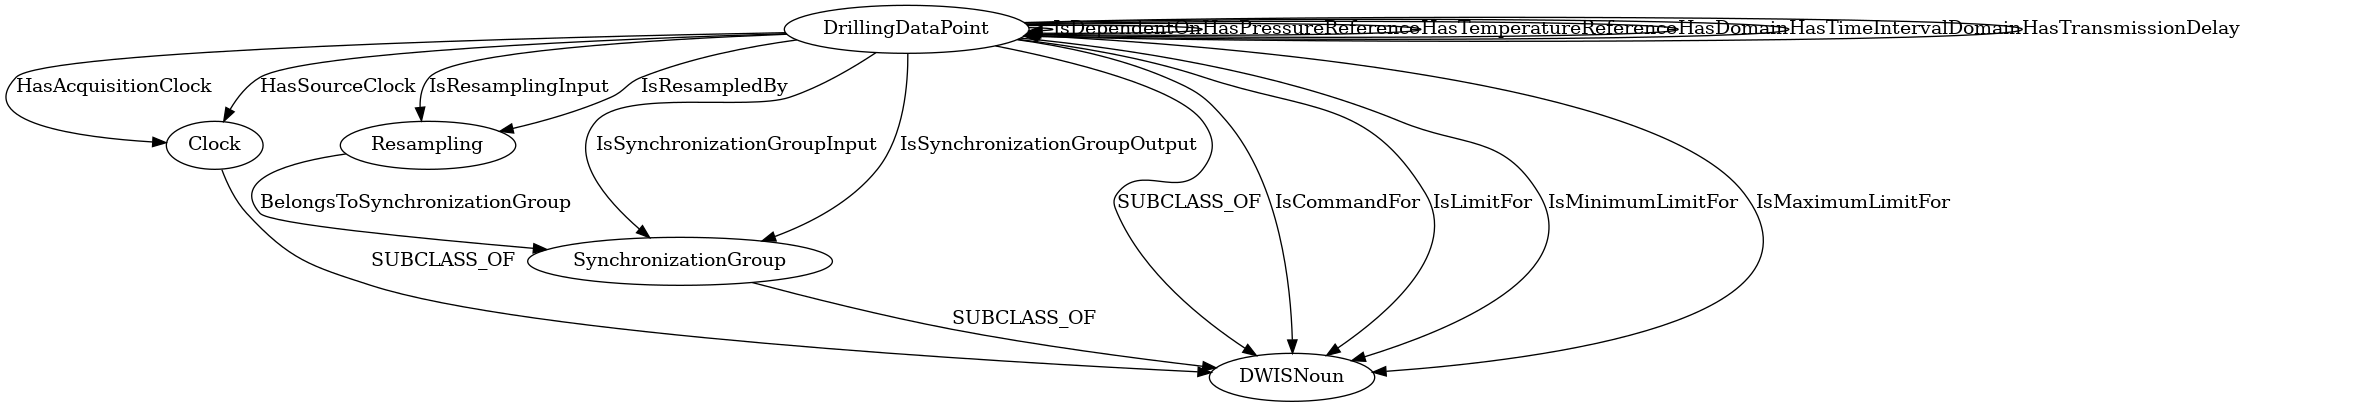 DrillingDataPoint
IsDependentOn
HasPressureReference
HasTemperatureReference
HasDomain
HasTimeIntervalDomain
HasTransmissionDelay
HasAcquisitionClock
HasSourceClock
IsResamplingInput
IsResampledBy
Clock
Resampling
IsSynchronizationGroupInput
IsSynchronizationGroupOutput
BelongsToSynchronizationGroup
SUBCLASS_OF
IsCommandFor
IsLimitFor
IsMinimumLimitFor
IsMaximumLimitFor
SUBCLASS_OF
SynchronizationGroup
SUBCLASS_OF
DWISNoun